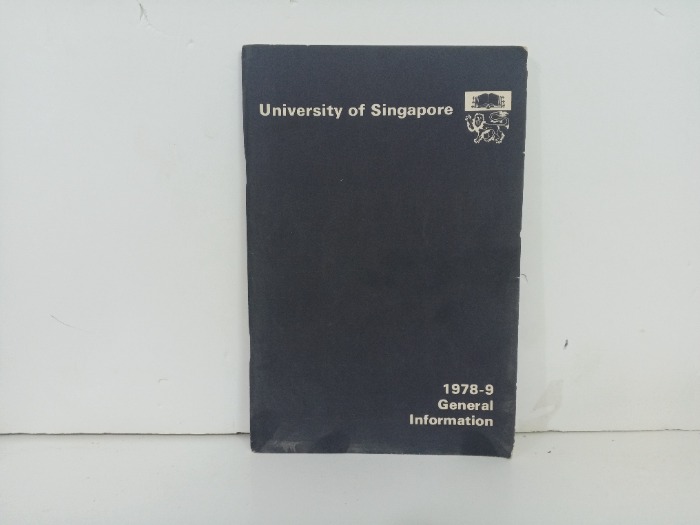 University of Singapore
1978-9
General
Information